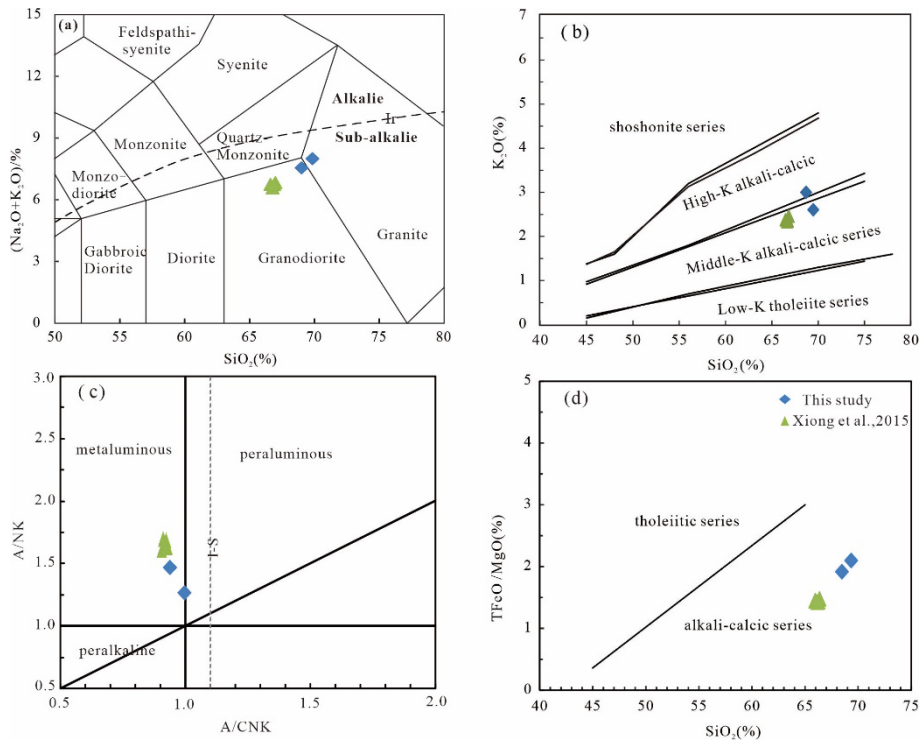 (a)
15
12
9
6
3
0
(Na2O+K2O)/%
Feldspathi-
syenite
Syenite
Alkalie
Ir
Sub-alkalie
Monzonite
Quartz
Monzonite
Monzo-
diorite
Gabbroic
Diorite
Diorite
Granodiorite
Granite
50 55 60 65 70 75 80
SiO2(%)
(b)
7
6
5
4
3
2
1
0
K2O(%)
shoshonite series
High-K alkali-calcic
Middle-K alkali-calcic series
Low-K tholeiite series
40 45 50 55 60 65 70 75 80
SiO2(%)
(c)
3.0
2.5
2.0
1.5
1.0
0.5
A/NK
metaluminous
peraluminous
I-S
peralkaline
0.5 1.0 1.5 2.0
A/CNK
(d)
This study
Xiong et al.,2015
5
4
3
2
1
0
TFeO/MgO(%)
tholeiitic series
alkali-calcic series
40 45 50 55 60 65 70 75
SiO2(%)